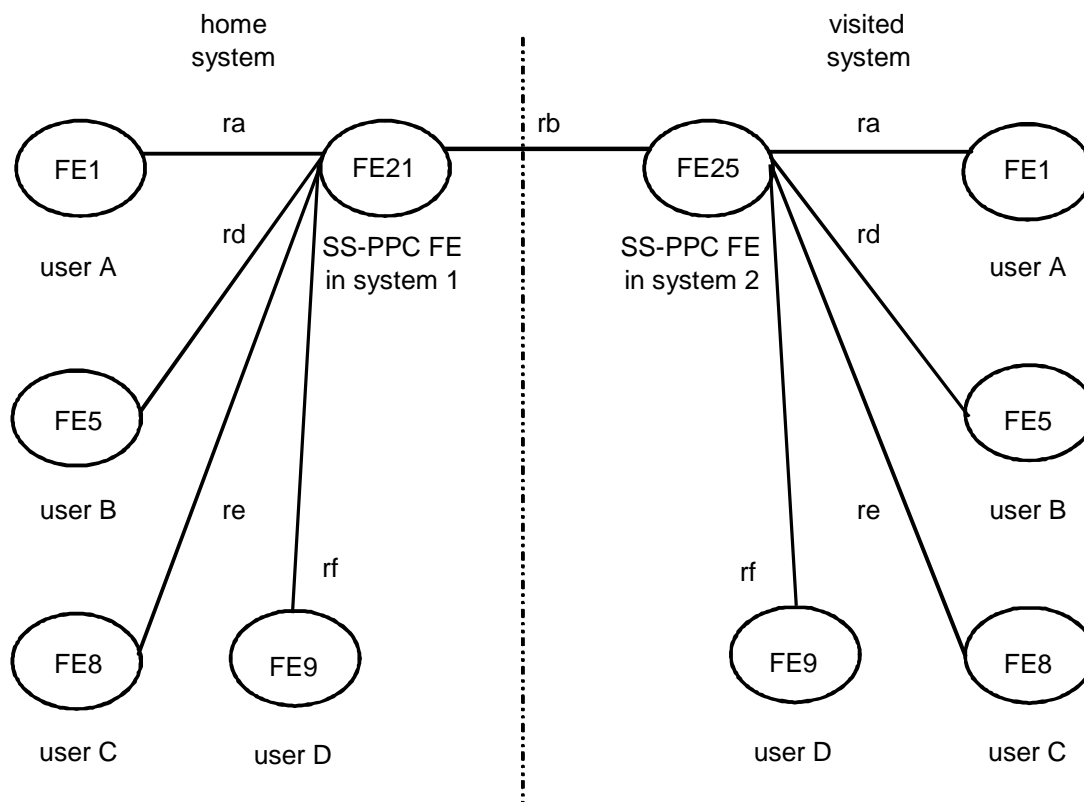 home
system
visited
system
ra
rb
ra
FE1
FE21
FE25
FE1
rd
rd
user A
SS-PPC FE
in system 1
SS-PPC FE
in system 2
user A
FE5
FE5
user B
re
re
user B
rf
rf
FE8
FE9
FE9
FE8
user C
user D
user D
user C